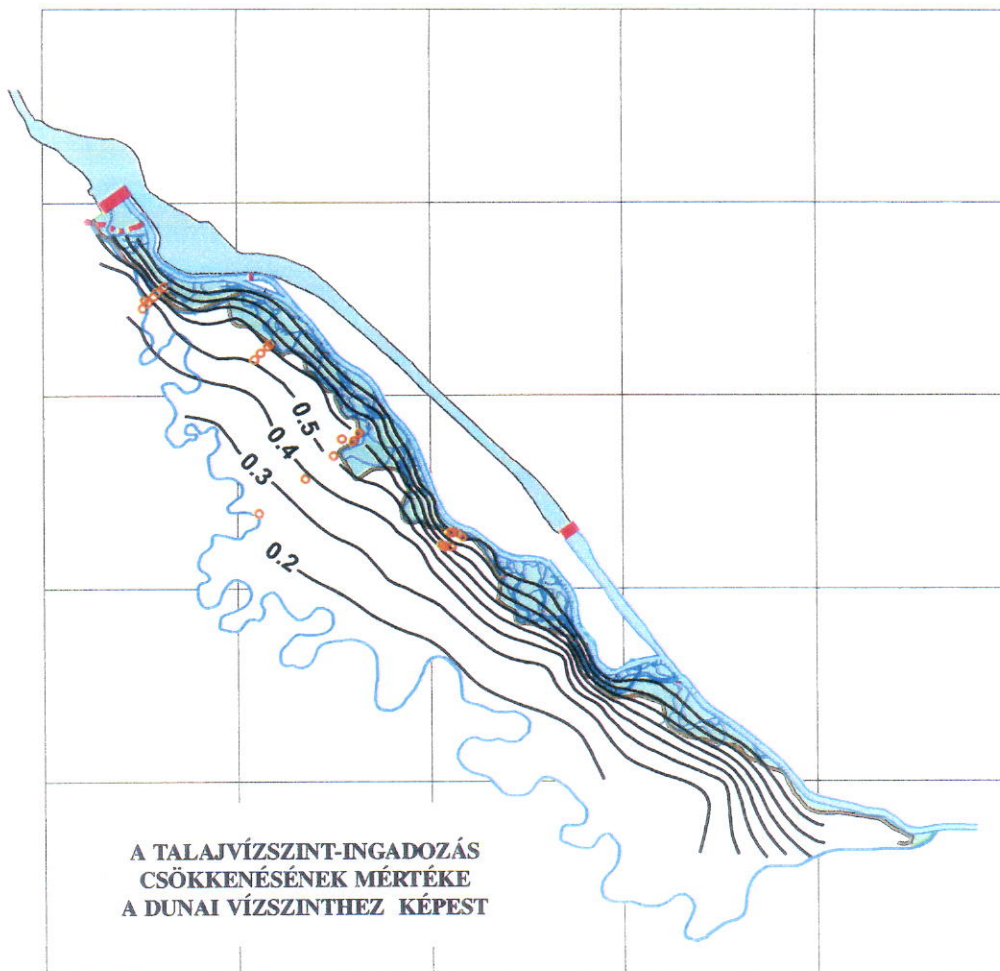 0.5
0.4
0.3
0.2
A TALAJVÍZSZINT-INGADOZÁS
CSÖKKENÉSÉNEK MÉRTÉKE
A DUNAI VÍZSZINTHEZ KÉPEST